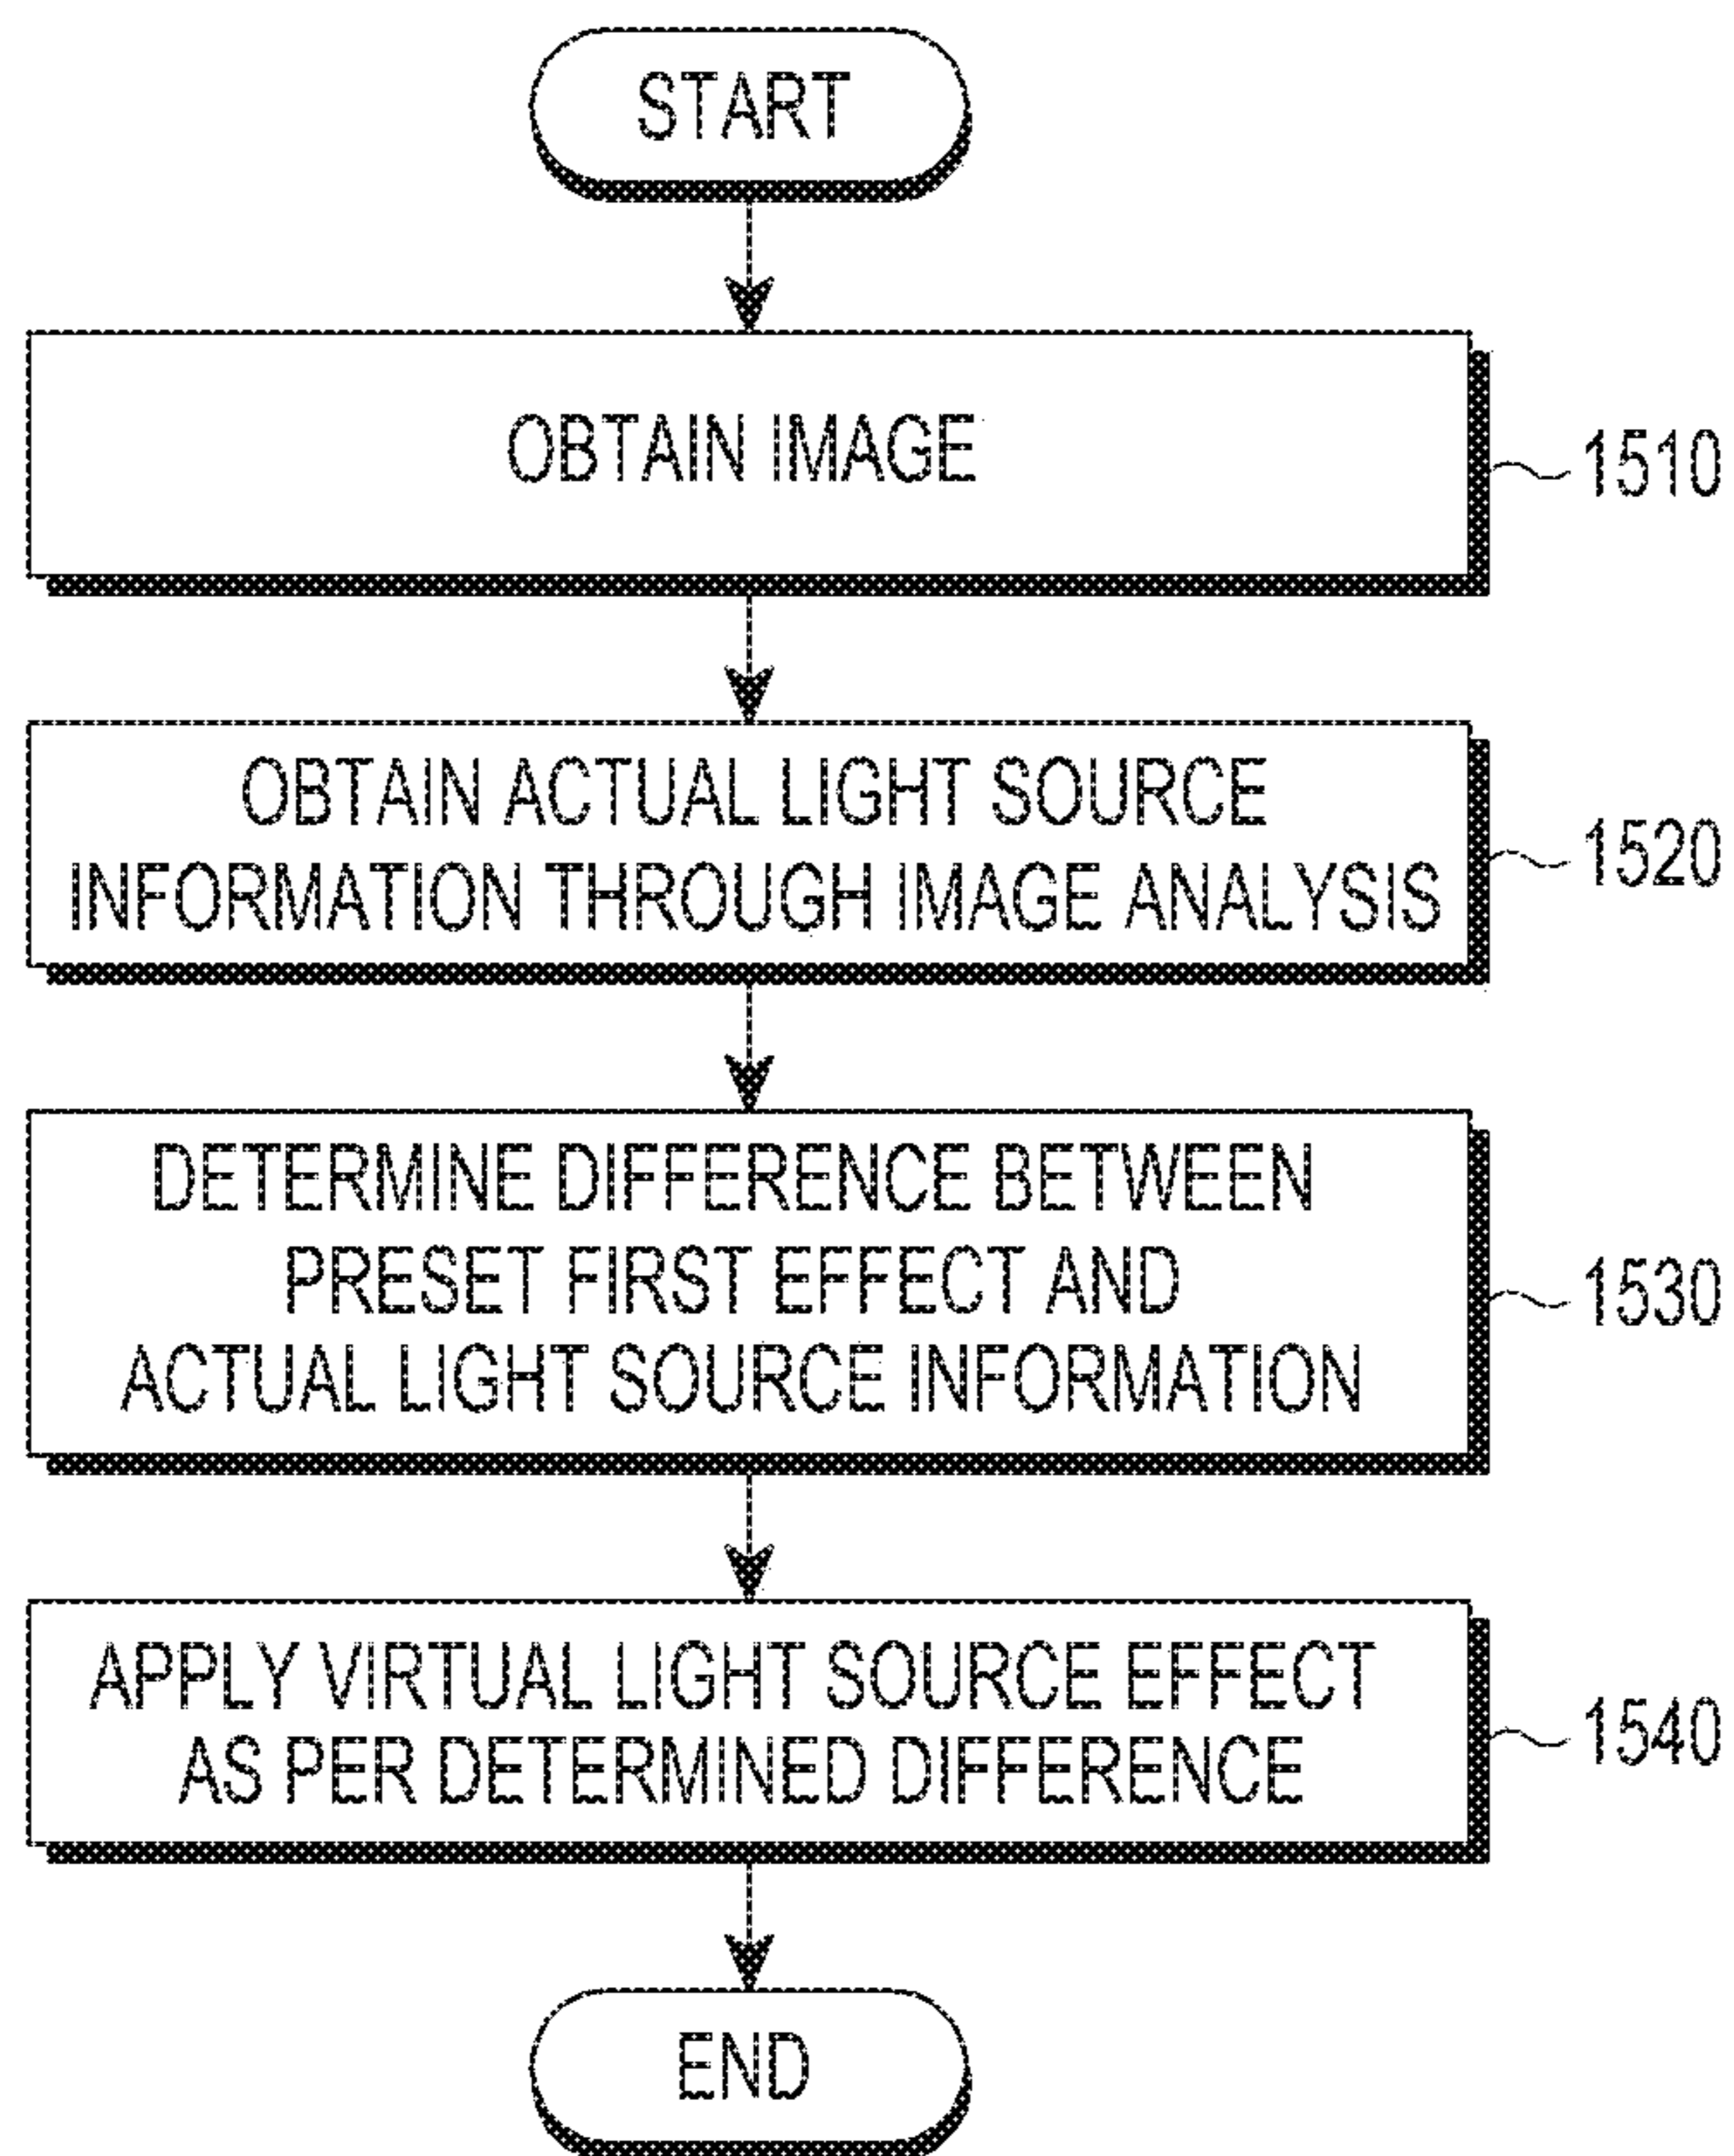 START
OBTAIN IMAGE
1510
OBTAIN ACTUAL LIGHT SOURCE
INFORMATION THROUGH IMAGE ANALYSIS
1520
DETERMINE DIFFERENCE BETWEEN
PRESET FIRST EFFECT AND
ACTUAL LIGHT SOURCE INFORMATION
1530
APPLY VIRTUAL LIGHT SOURCE EFFECT
AS PER DETERMINED DIFFERENCE
1540
END